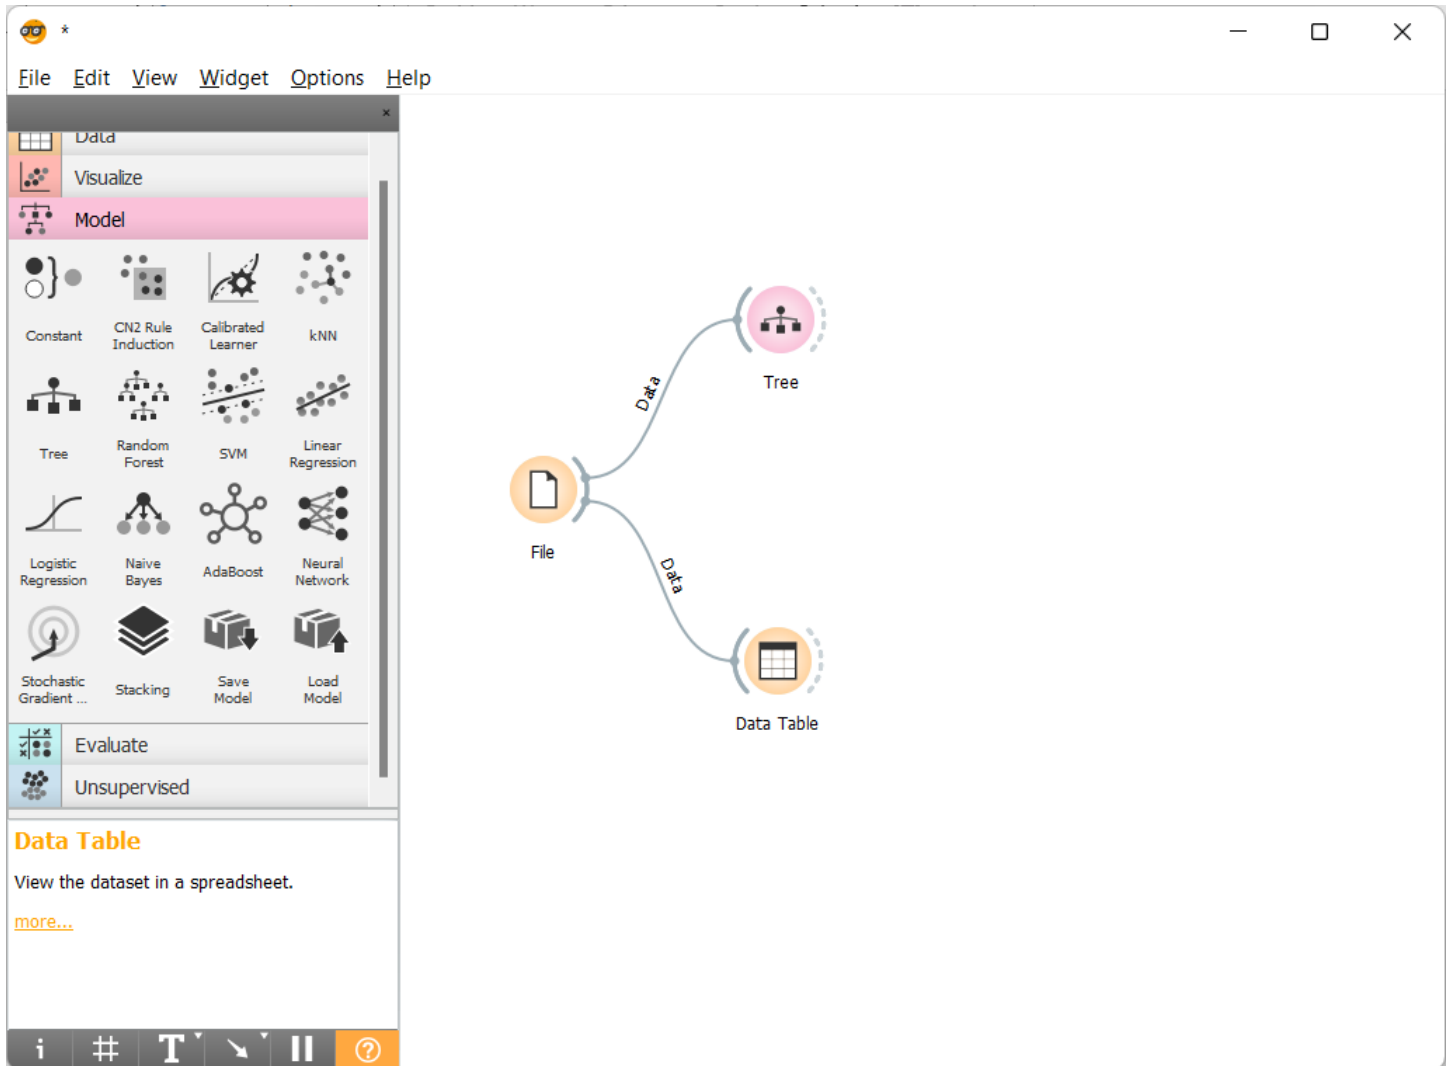 *
File Edit View Widget Options Help
Data
Visualize
Model
Constant
CN2 Rule
Induction
Calibrated
Learner
kNN
Tree
Random
Forest
SVM
Linear
Regression
Logistic
Regression
Naive
Bayes
AdaBoost
Neural
Network
Stochastic
Gradient ...
Stacking
Save
Model
Load
Model
Evaluate
Unsupervised
Data Table
View the dataset in a spreadsheet.
more...
Data
Tree
File
Data
Data Table